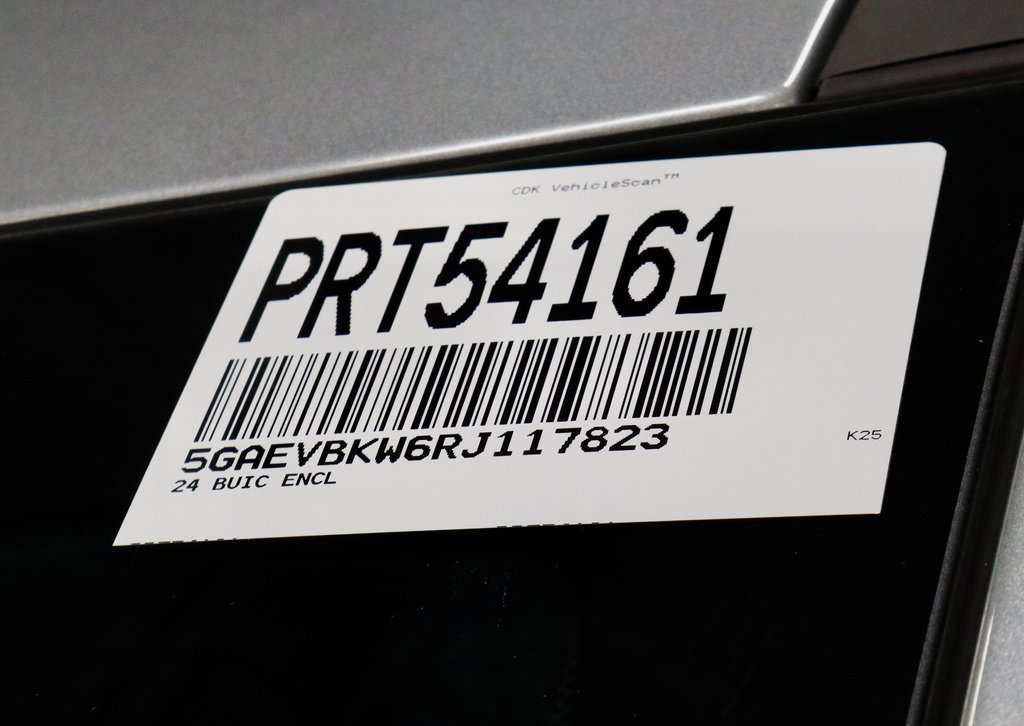 CDK VehicleScan™
PRT54161
5GAEVBKW6RJ117823
24 BUIC ENCL
K25